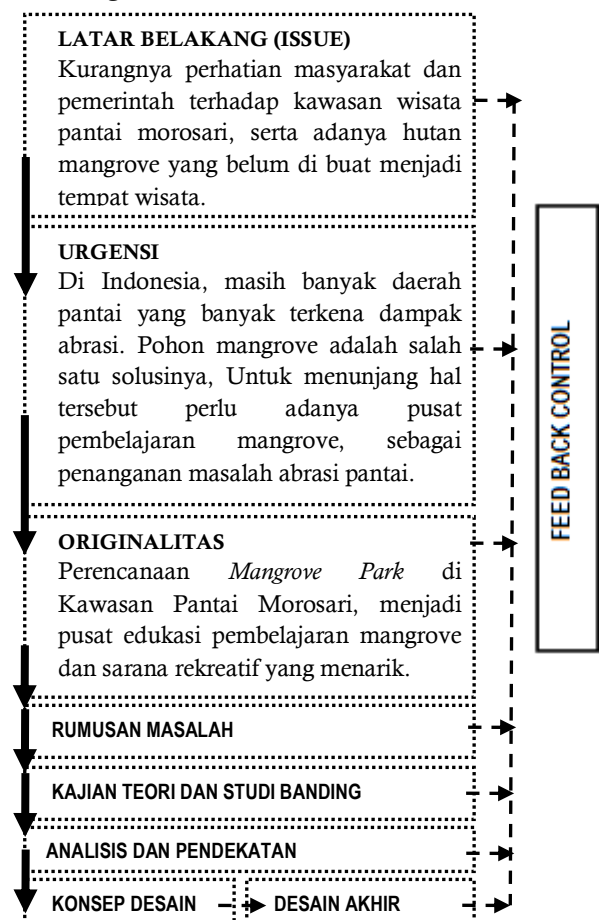 LATAR BELAKANG (ISSUE)
Kurangnya perhatian masyarakat dan
pemerintah terhadap kawasan wisata
pantai morosari, serta adanya hutan
mangrove yang belum di buat menjadi
tempat wisata.
URGENSI
Di Indonesia, masih banyak daerah
pantai yang banyak terkena dampak
abrasi. Pohon mangrove adalah salah
satu solusinya, Untuk menunjang hal
tersebut perlu adanya pusat
pembelajaran mangrove, sebagai
penanganan masalah abrasi pantai.
ORIGINALITAS
Perencanaan Mangrove Park di
Kawasan Pantai Morosari, menjadi
pusat edukasi pembelajaran mangrove
dan sarana rekreatif yang menarik.
RUMUSAN MASALAH
KAJIAN TEORI DAN STUDI BANDING
ANALISIS DAN PENDEKATAN
KONSEP DESAIN
DESAIN AKHIR
FEED BACK CONTROL